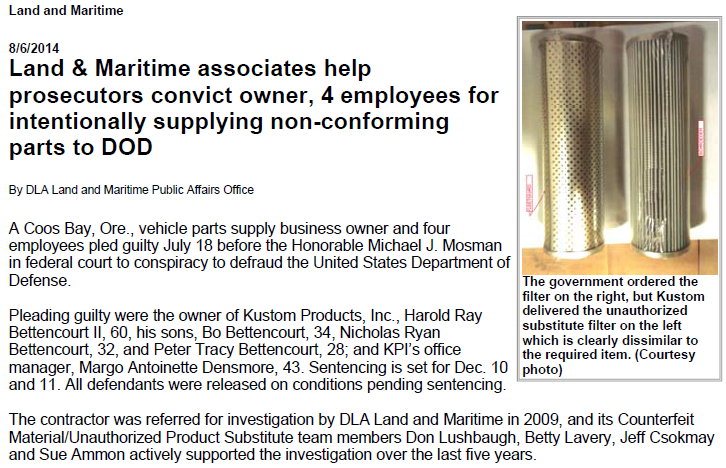 Land and Maritime
8/6/2014
Land & Maritime associates help
prosecutors convict owner, 4 employees for
intentionally supplying non-conforming
parts to DOD
By DLA Land and Maritime Public Affairs Office
A Coos Bay, Ore., vehicle parts supply business owner and four
employees pled guilty July 18 before the Honorable Michael J. Mosman
in federal court to conspiracy to defraud the United States Department of
Defense.
Pleading guilty were the owner of Kustom Products, Inc., Harold Ray
Bettencourt II, 60, his sons, Bo Bettencourt, 34, Nicholas Ryan
Bettencourt, 32, and Peter Tracy Bettencourt, 28; and KPI's office
manager, Margo Antoinette Densmore, 43. Sentencing is set for Dec. 10
and 11. All defendants were released on conditions pending sentencing.
The government ordered the
filter on the right, but Kustom
delivered the unauthorized
substitute filter on the left
which is clearly dissimilar to
the required item. (Courtesy
photo)
The contractor was referred for investigation by DLA Land and Maritime in 2009, and its Counterfeit
Material/Unauthorized Product Substitute team members Don Lushbaugh, Betty Lavery, Jeff Csokmay
and Sue Ammon actively supported the investigation over the last five years.